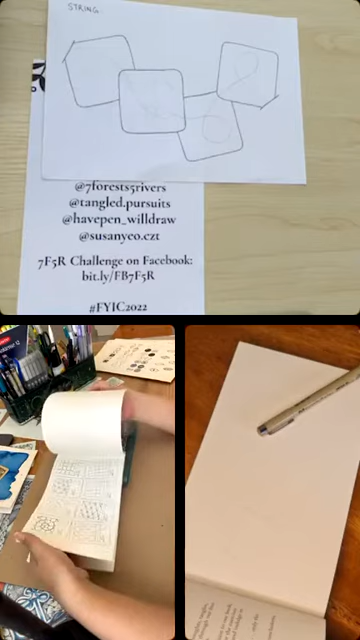 STRING:
@7forests5rivers
@tangled.pursuits
@havepen_willdraw
@susanyeo.czt
7F5R Challenge on Facebook:
bit.ly/FB7F5R
#FYIC2022